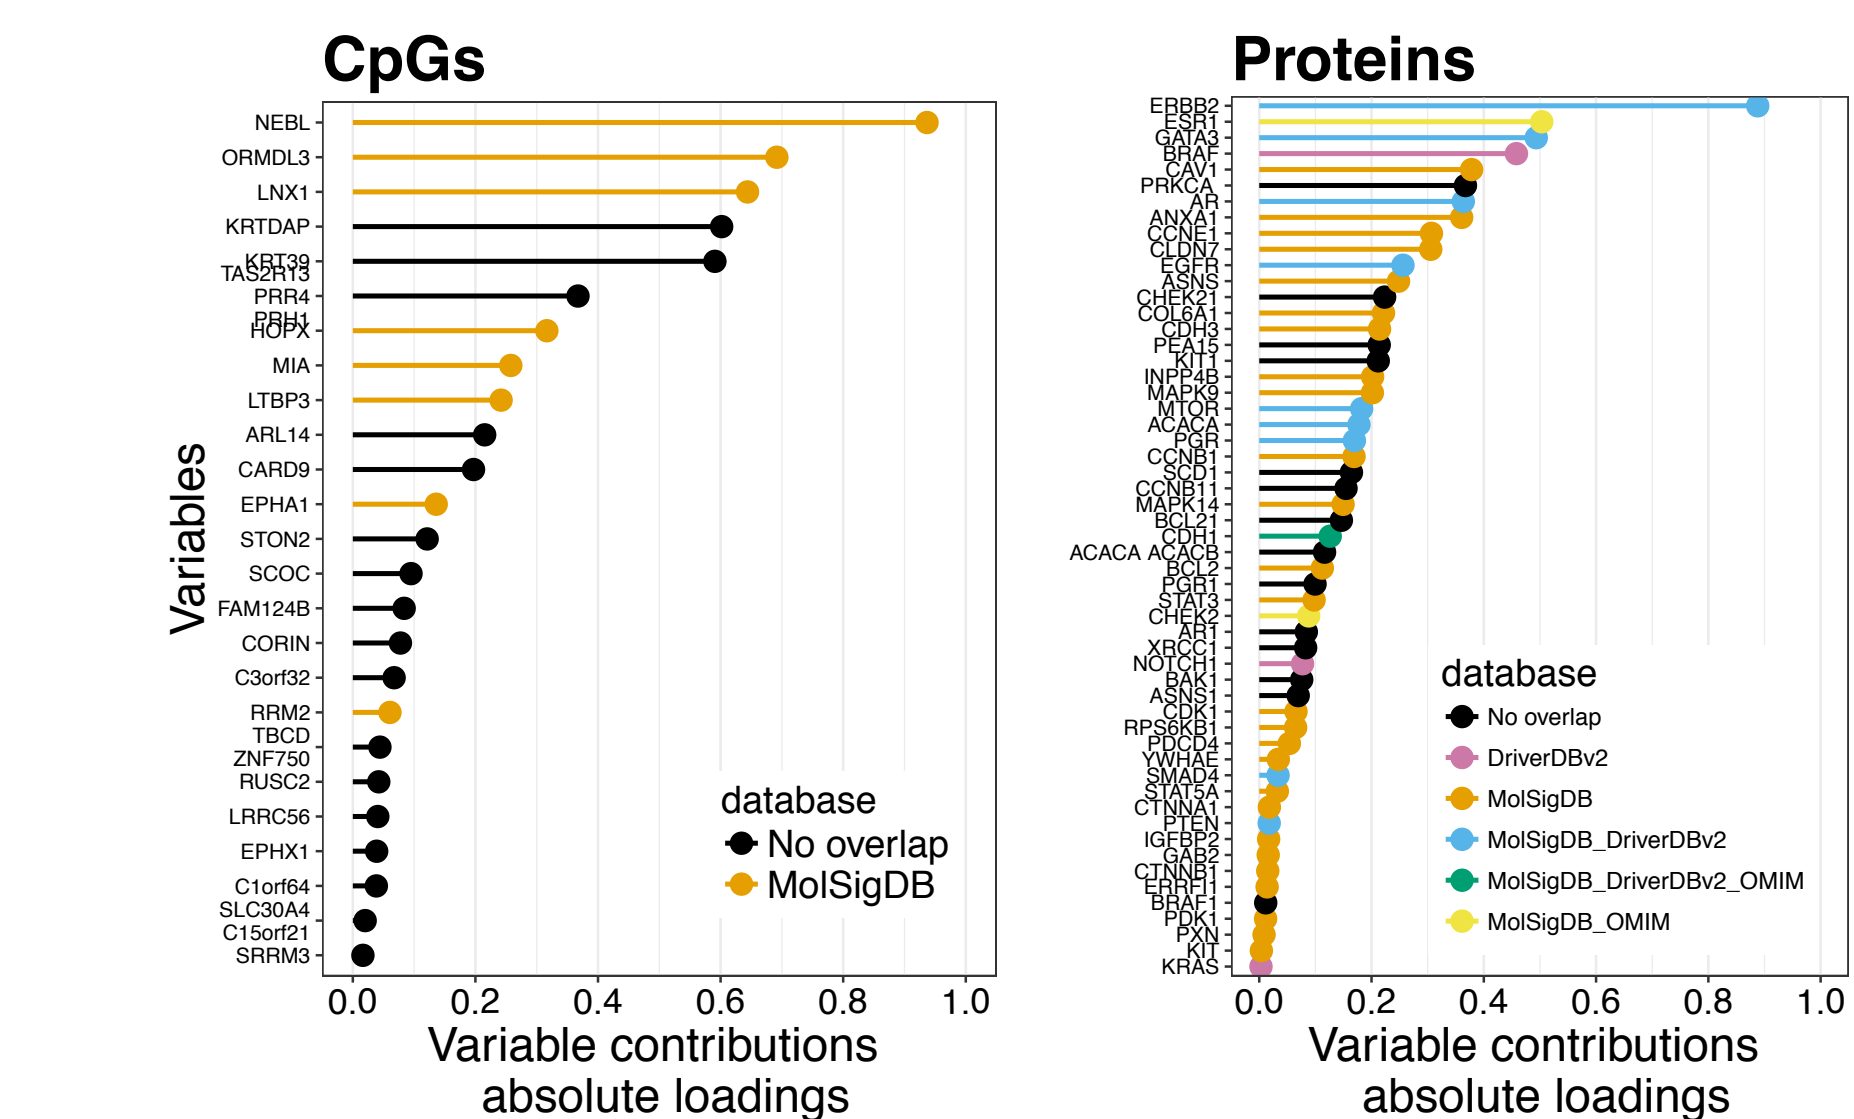 CpGs
NEBL
ORMDL3
LNX1
KRTDAP
KRT39
TAS2R13
PRR4
PRH1
HOPX
MIA
LTBP3
ARL14
CARD9
EPHA1
STON2
SCOC
FAM124B
CORIN
C3orf32
RRM2
TBCD
ZNF750
RUSC2
LRRC56
EPHX1
C1orf64
SLC30A4
C15orf21
SRRM3
Variables
database
No overlap
MolSigDB
0.0 0.2 0.4 0.6 0.8 1.0
Variable contributions
absolute loadings
Proteins
ERBB2
ESR1
GATA3
BRAF
CAV1
PRKCA
AR
ANXA1
CCNE1
CLDN7
EGFR
ASNS
CHEK21
COL6A1
CDH3
PEA15
KIT1
INPP4B
MAPK9
MTOR
ACACA
PGR
CCNB1
SCD1
CCNB11
MAPK14
BCL21
CDH1
ACACA ACACB
BCL2
PGR1
STAT3
CHEK2
AR1
XRCC1
NOTCH1
BAK1
ASNS1
CDK1
RPS6KB1
PDCD4
YWHAE
SMAD4
STAT5A
CTNNA1
PTEN
IGFBP2
GAB2
CTNNB1
ERRFI1
BRAF1
PDK1
PXN
KIT
KRAS
database
No overlap
DriverDBv2
MolSigDB
MolSigDB_DriverDBv2
MolSigDB_DriverDBv2_OMIM
MolSigDB_OMIM
0.0 0.2 0.4 0.6 0.8 1.0
Variable contributions
absolute loadings